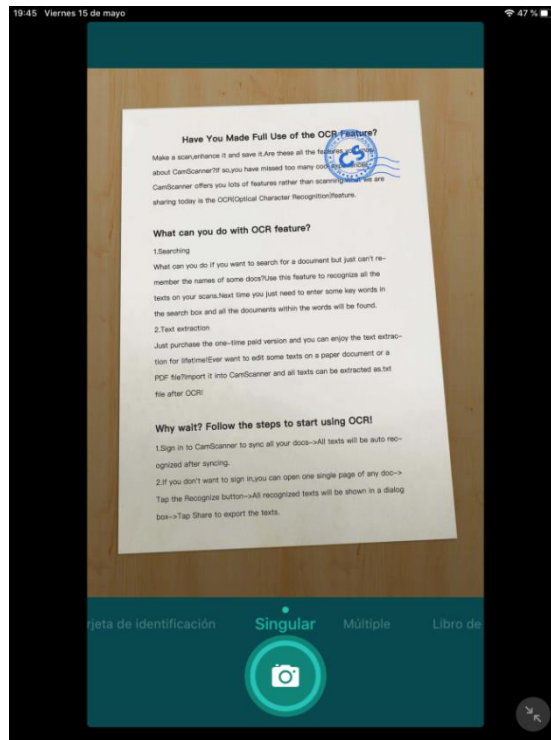 19:45 Viernes 15 de mayo
47 %
Have You Made Full Use of the OCR Feature?
Make a scan,enhance it and save it.Are these all the features you know
about CamScanner?If so,you have missed too many cool experiences.
CamScanner offers you lots of features rather than scanning.What we are
sharing today is the OCR(Optical Character Recognition)feature.
CS
What can you do with OCR feature?
1.Searching
What can you do if you want to search for a document but just can't re-
member the names of some docs?Use this feature to recognize all the
texts on your scans.Next time you just need to enter some key words in
the search box and all the documents within the words will be found.
2.Text extraction
Just purchase the one-time paid version and you can enjoy the text extrac-
tion for lifetime!Ever want to edit some texts on a paper document or a
PDF file?Import it into CamScanner and all texts can be extracted as.txt
file after OCR!
Why wait? Follow the steps to start using OCR!
1.Sign in to CamScanner to sync all your docs->All texts will be auto rec-
ognized after syncing.
2.If you don't want to sign in,you can open one single page of any doc->
Tap the Recognize button->All recognized texts will be shown in a dialog
box->Tap Share to export the texts.
rjeta de identificación Singular Múltiple Libro de